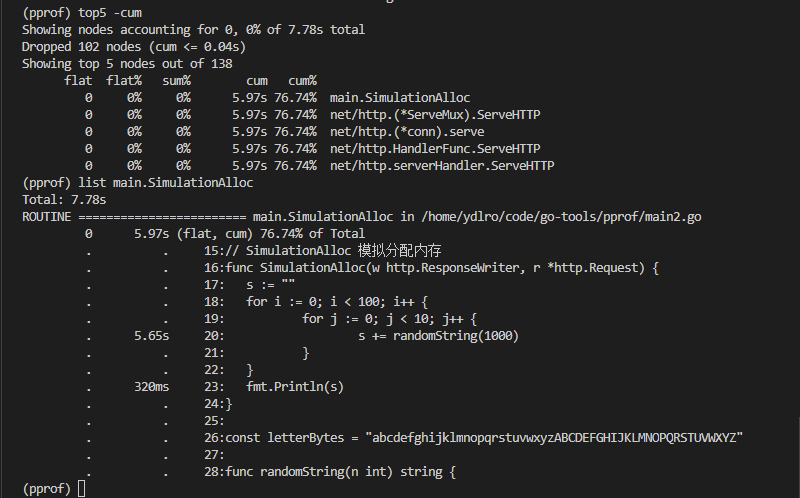 (pprof) top5 -cum
Showing nodes accounting for 0, 0% of 7.78s total
Dropped 102 nodes (cum <= 0.04s)
Showing top 5 nodes out of 138
      flat  flat%   sum%        cum   cum%
         0     0%     0%      5.97s 76.74%  main.SimulationAlloc
         0     0%     0%      5.97s 76.74%  net/http.(*ServeMux).ServeHTTP
         0     0%     0%      5.97s 76.74%  net/http.(*conn).serve
         0     0%     0%      5.97s 76.74%  net/http.HandlerFunc.ServeHTTP
         0     0%     0%      5.97s 76.74%  net/http.serverHandler.ServeHTTP
(pprof) list main.SimulationAlloc
Total: 7.78s
ROUTINE ======================== main.SimulationAlloc in /home/ydlro/code/go-tools/pprof/main2.go
         0      5.97s (flat, cum) 76.74% of Total
         .          .     15:// SimulationAlloc 模拟分配内存
         .          .     16:func SimulationAlloc(w http.ResponseWriter, r *http.Request) {
         .          .     17:   s := ""
         .          .     18:   for i := 0; i < 100; i++ {
         .          .     19:           for j := 0; j < 10; j++ {
         .      5.65s     20:                   s += randomString(1000)
         .          .     21:           }
         .          .     22:   }
         .      320ms     23:   fmt.Println(s)
         .          .     24:}
         .          .     25:
         .          .     26:const letterBytes = "abcdefghijklmnopqrstuvwxyzABCDEFGHIJKLMNOPQRSTUVWXYZ"
         .          .     27:
         .          .     28:func randomString(n int) string {
(pprof)